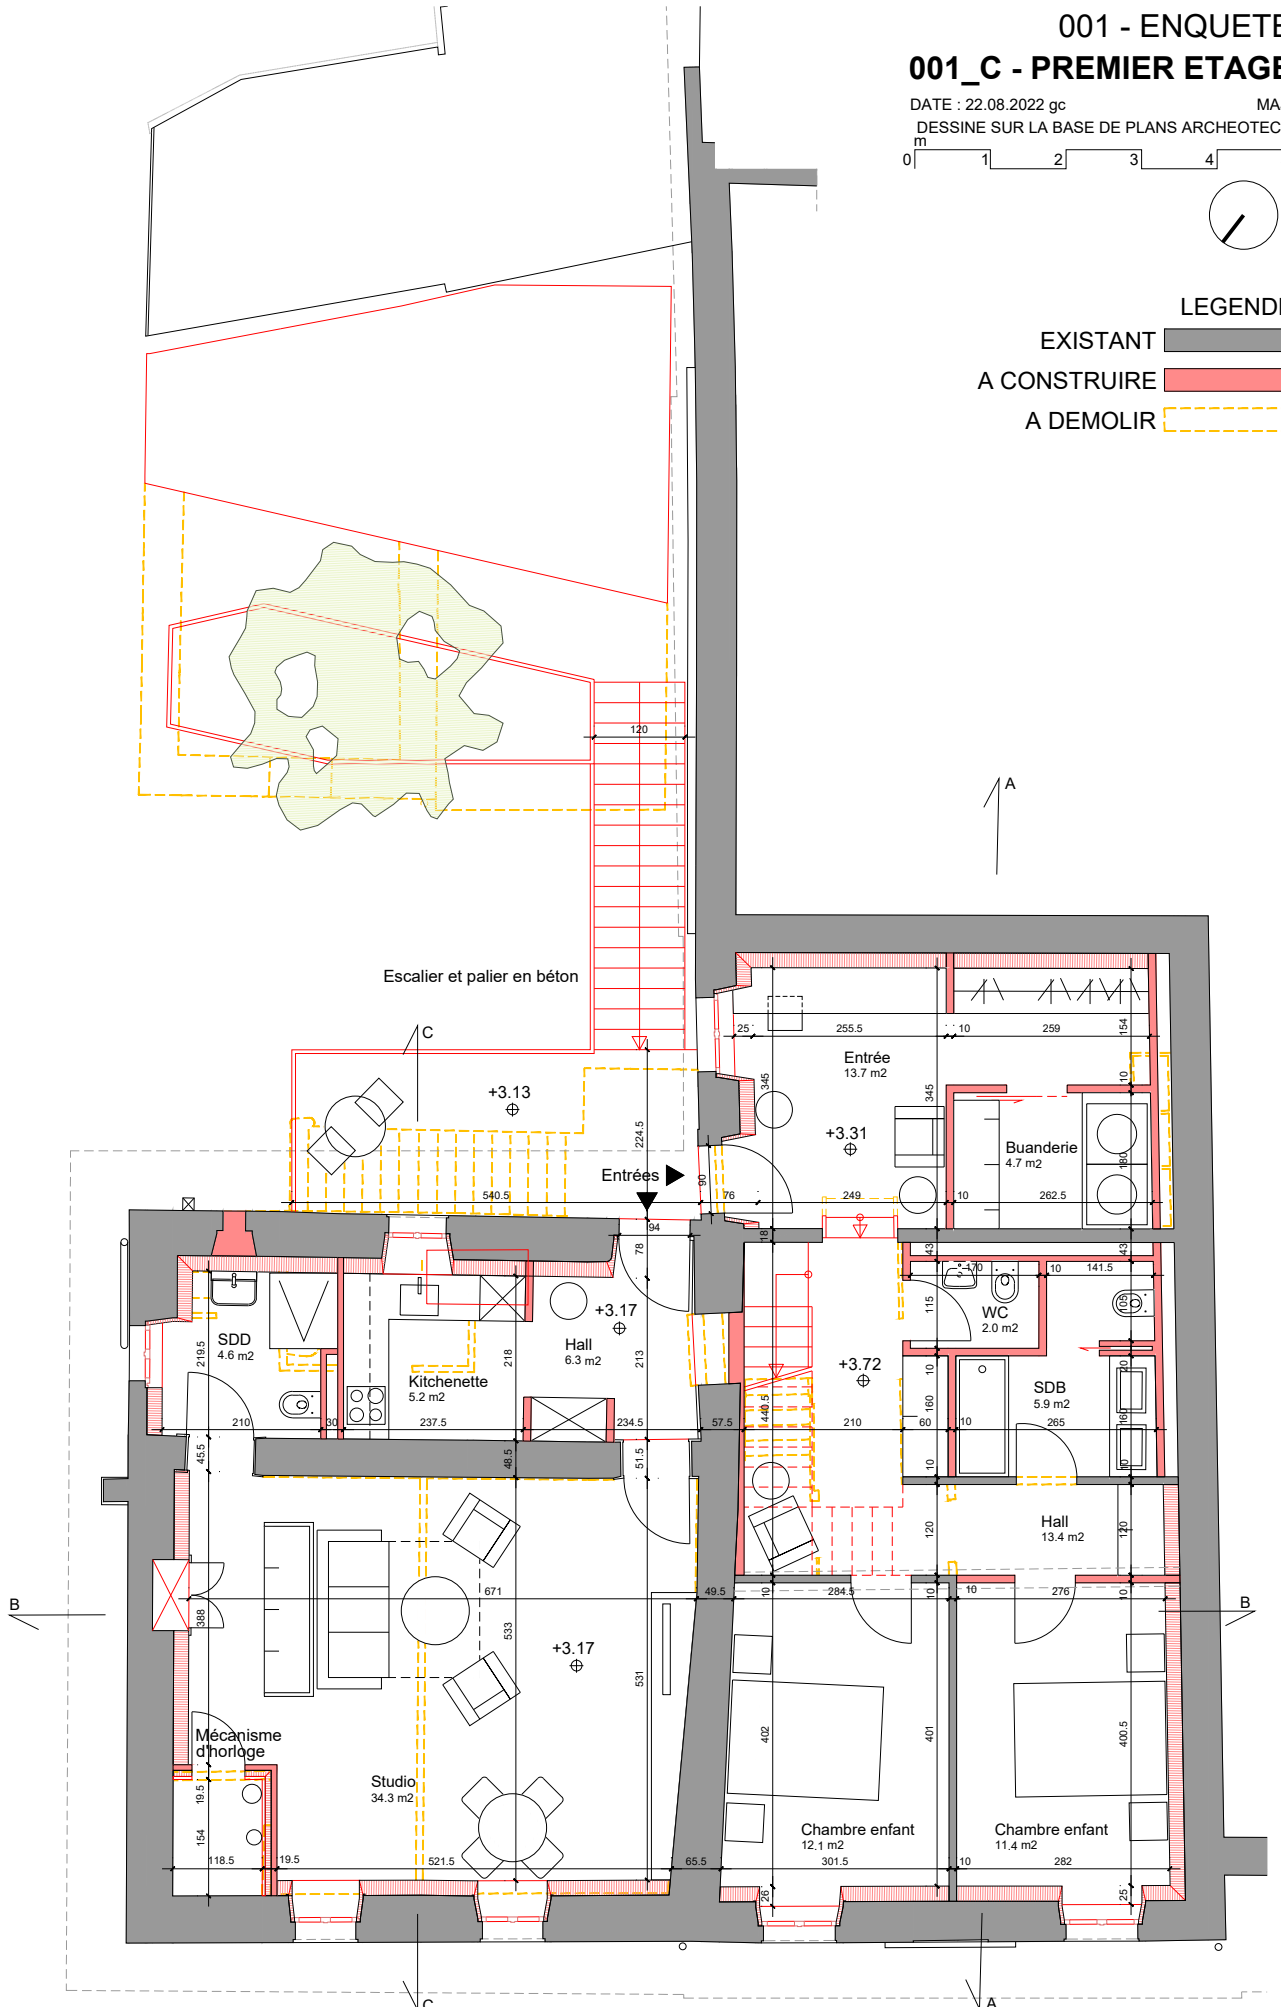 001 - ENQUETE
001_C - PREMIER ETAGE
DATE : 22.08.2022 gc
MA
DESSINE SUR LA BASE DE PLANS ARCHEOTEC
m
0 1 2 3 4
LEGENDE
EXISTANT
A CONSTRUIRE
A DEMOLIR
120
A
Escalier et palier en béton
C
25 255.5 10 259 154
Entrée
13.7 m2
+3.13
345 345 10
224.5
+3.31
Buanderie
4.7 m2
180
Entrées
90
540.5 76 249 10 262.5
94
78 18 43 43
170 10 141.5
+3.17
WC
2.0 m2
115 105
SDD
4.6 m2
219.5
Hall
6.3 m2
218 213
+3.72
Kitchenette
5.2 m2
10 20
SDB
5.9 m2
440.5 160 160
210 30 237.5 234.5 57.5 210 60 10 265
45.5 48.5 51.5 10 10
Hall
13.4 m2
120 120
671 49.5 10 284.5 10 10 276 10
B B
388 533
+3.17
531
402 401 400.5
Mécanisme
d'horloge
Studio
34.3 m2
19.5
154
Chambre enfant
12.1 m2
Chambre enfant
11.4 m2
118.5 19.5 521.5 65.5 301.5 10 282
26 25
C A